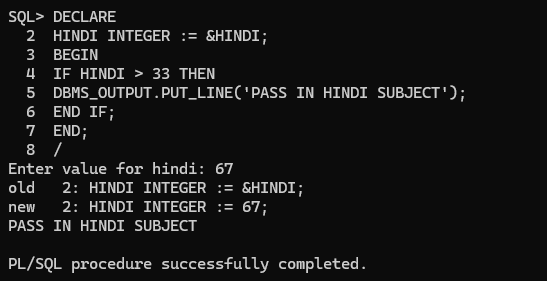 SQL> DECLARE
  2  HINDI INTEGER := &HINDI;
  3  BEGIN
  4  IF HINDI > 33 THEN
  5  DBMS_OUTPUT.PUT_LINE('PASS IN HINDI SUBJECT');
  6  END IF;
  7  END;
  8  /
Enter value for hindi: 67
old   2: HINDI INTEGER := &HINDI;
new   2: HINDI INTEGER := 67;
PASS IN HINDI SUBJECT

PL/SQL procedure successfully completed.